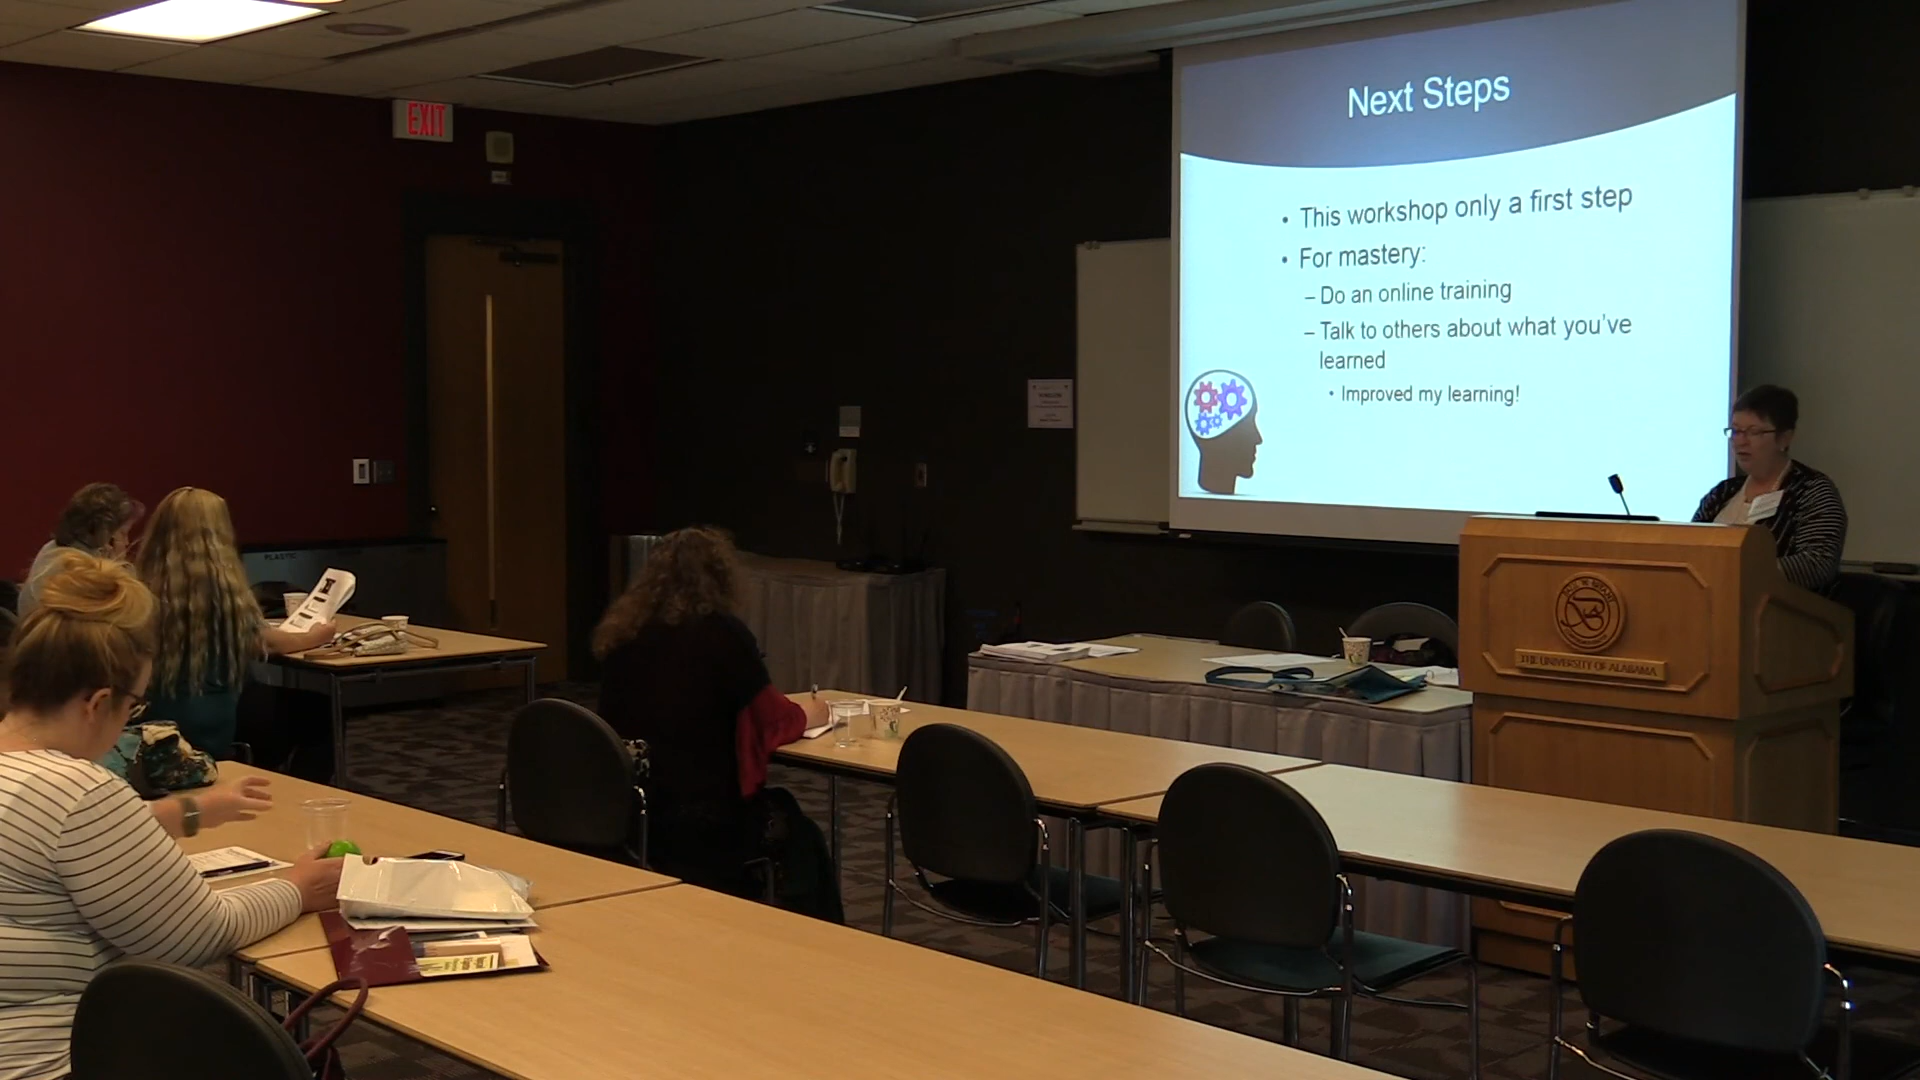 EXIT
Next Steps
• This workshop only a first step
• For mastery:
– Do an online training
– Talk to others about what you've
learned
• Improved my learning!
PLASTIC
THE UNIVERSITY OF ALABAMA